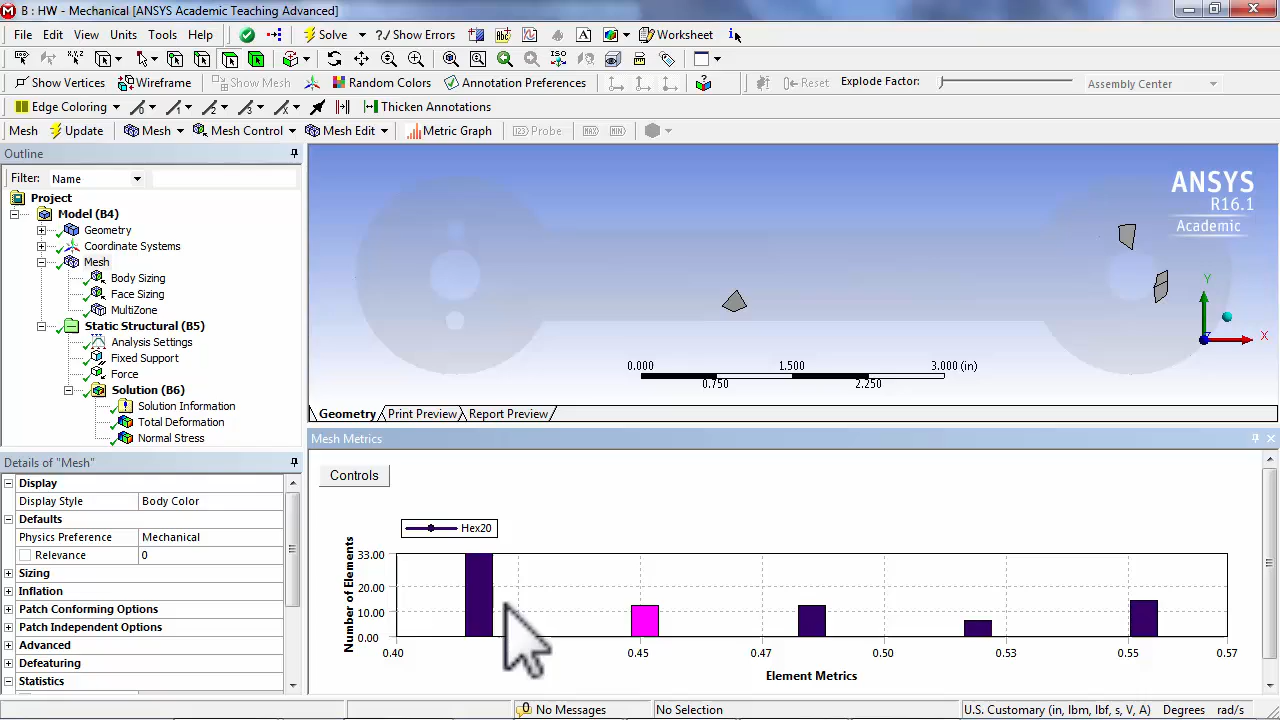 B : HW - Mechanical [ANSYS Academic Teaching Advanced]
File Edit View Units Tools Help Solve ?/ Show Errors Worksheet
Show Vertices Wireframe Show Mesh Random Colors Annotation Preferences Reset Explode Factor: Assembly Center
Edge Coloring Thicken Annotations
Mesh Update Mesh Mesh Control Mesh Edit Metric Graph Probe
Outline
Filter: Name
Project
Model (B4)
Geometry
Coordinate Systems
Mesh
Body Sizing
Face Sizing
MultiZone
Static Structural (B5)
Analysis Settings
Fixed Support
Force
Solution (B6)
Solution Information
Total Deformation
Normal Stress
ANSYS
R16.1
Academic
Y
X
0.000 1.500 3.000 (in)
0.750 2.250
Geometry Print Preview Report Preview
Details of "Mesh"
Display
Display Style Body Color
Defaults
Physics Preference Mechanical
Relevance 0
Sizing
Inflation
Patch Conforming Options
Patch Independent Options
Advanced
Defeaturing
Statistics
Mesh Metrics
Controls
Hex20
Number of Elements
33.00
20.00
10.00
0.00
0.40 0.45 0.47 0.50 0.53 0.55 0.57
Element Metrics
No Messages No Selection U.S. Customary (in, lbm, lbf, s, V, A) Degrees rad/s